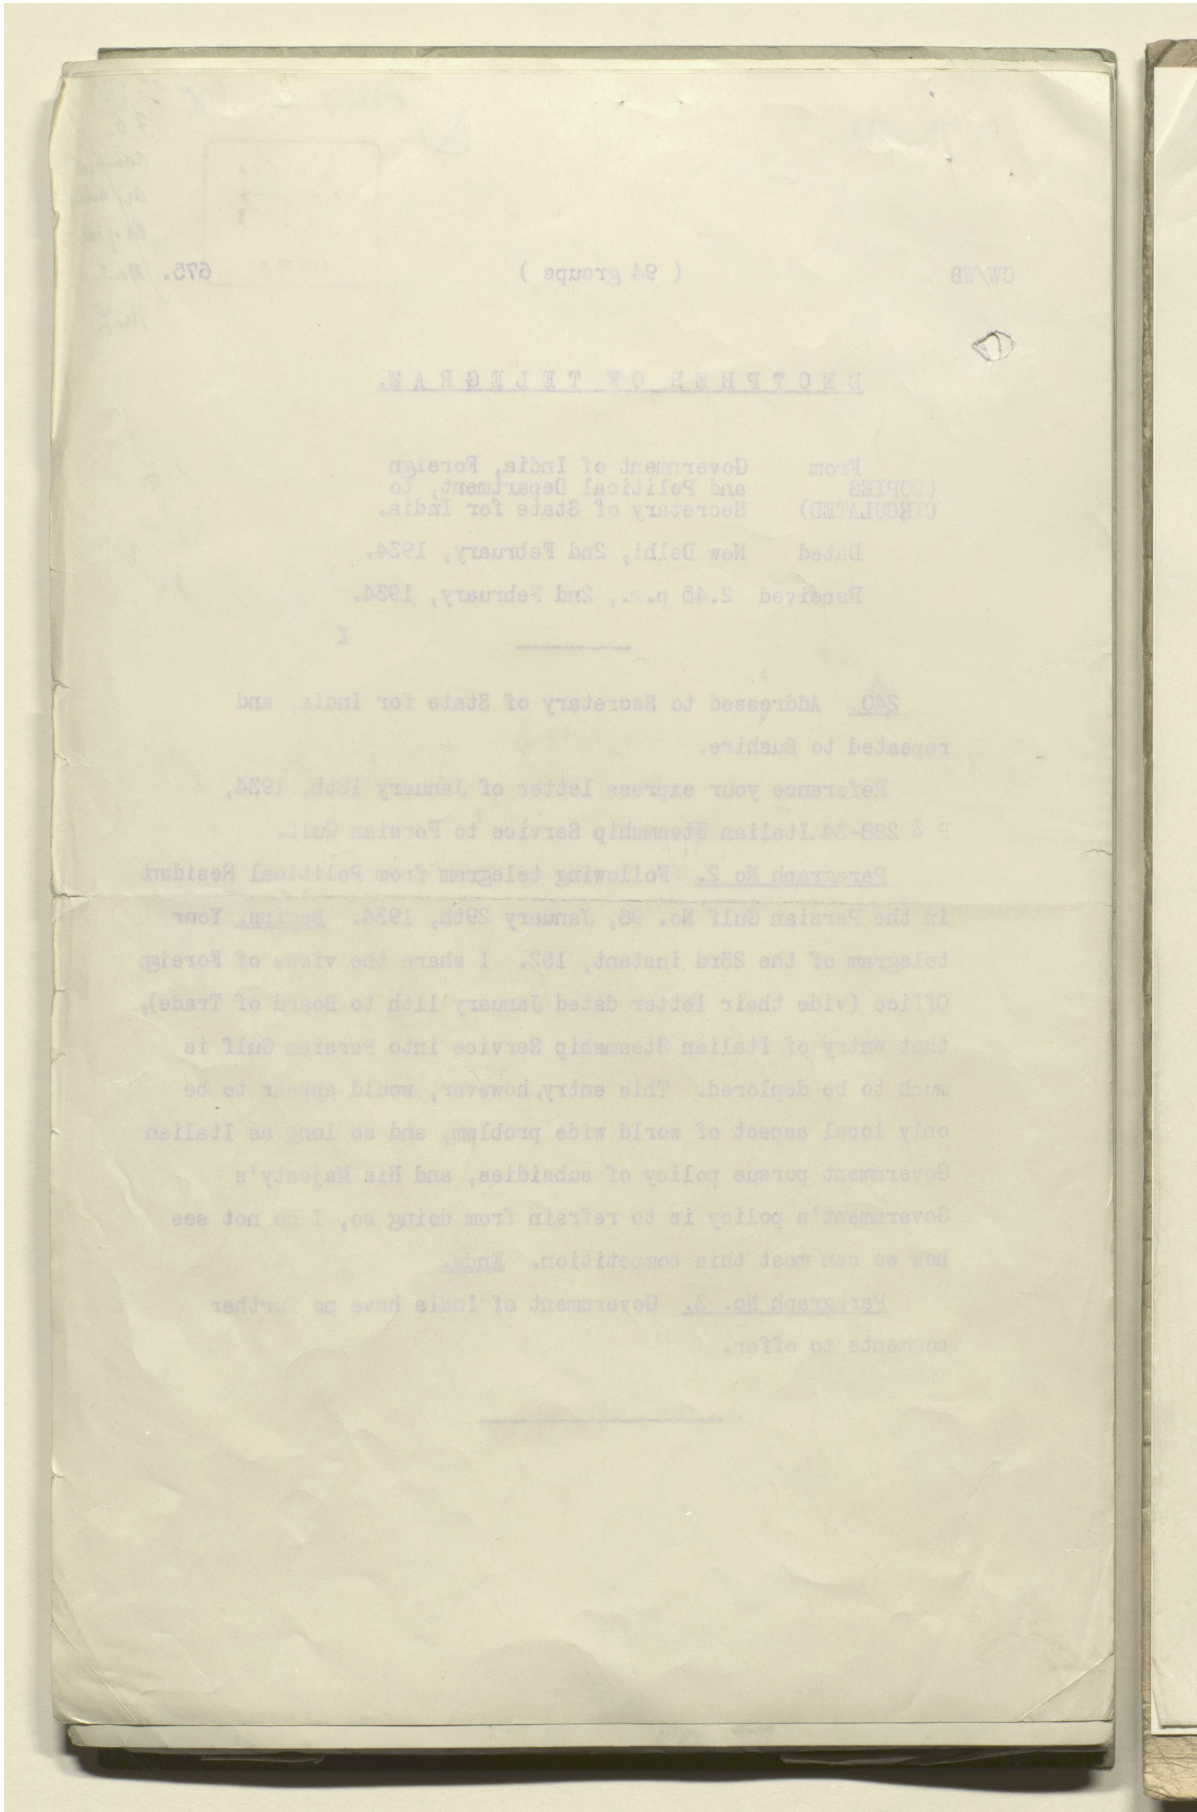 CW/WB ( 94 groups ) 675.
DECYPHER OF TELEGRAM.
From Government of India, Foreign
(COPIES and Political Department, to
CIRCULATED) Secretary of State for India.
Dated New Delhi, 2nd February, 1934.
Received 2.45 p.m., 2nd February, 1934.
X
240. Addressed to Secretary of State for India, and
repeated to Bushire.
Reference your express letter of January 12th, 1934,
P Z 288-34. Italian Steamship Service to Persian Gulf.
Paragraph No 2. Following telegram from Political Resident
in the Persian Gulf No. 96, January 29th, 1934. Begins. Your
telegram of the 23rd instant, 192. I share the views of Foreign
Office (vide their letter dated January 11th to Board of Trade),
that entry of Italian Steamship Service into Persian Gulf is
much to be deplored. This entry, however, would appear to be
only local aspect of world wide problem, and so long as Italian
Government pursue policy of subsidies, and His Majesty's
Government's policy is to refrain from doing so, I do not see
how we can meet this competition. Ends.
Paragraph No. 3. Government of India have no further
comments to offer.